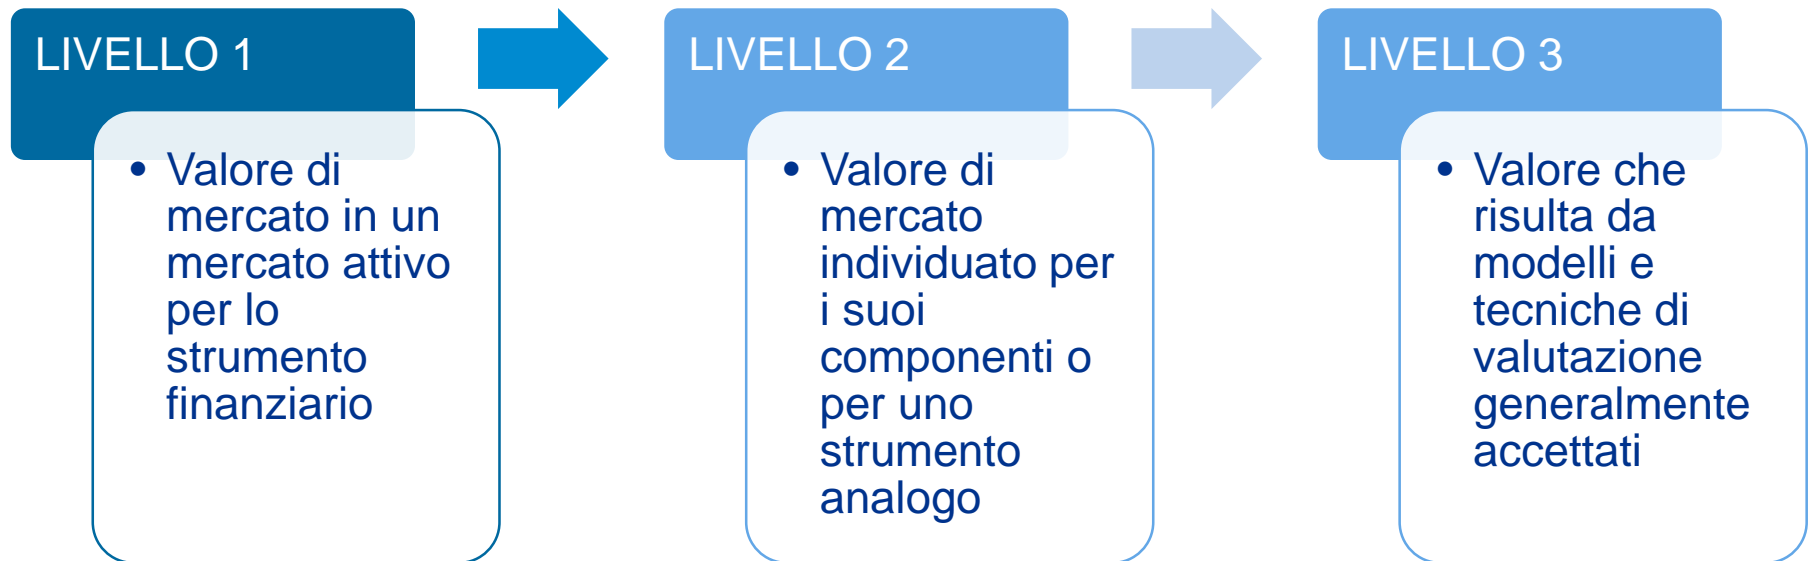 LIVELLO 1
• Valore di
mercato in un
mercato attivo
per lo
strumento
finanziario
LIVELLO 2
• Valore di
mercato
individuato per
i suoi
componenti o
per uno
strumento
analogo
LIVELLO 3
• Valore che
risulta da
modelli e
tecniche di
valutazione
generalmente
accettati